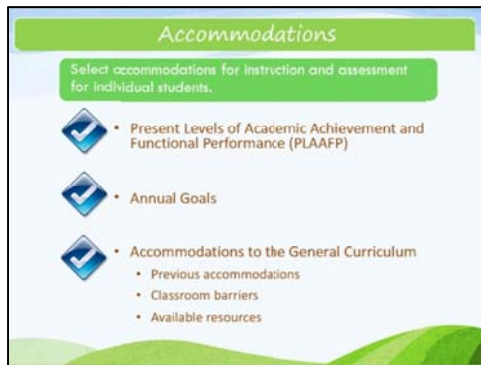 Accommodations
Select accommodations for instruction and assessment
for individual students.
• Present Levels of Academic Achievement and
Functional Performance (PLAAFP)
• Annual Goals
• Accommodations to the General Curriculum
• Previous accommodations
• Classroom barriers
• Available resources